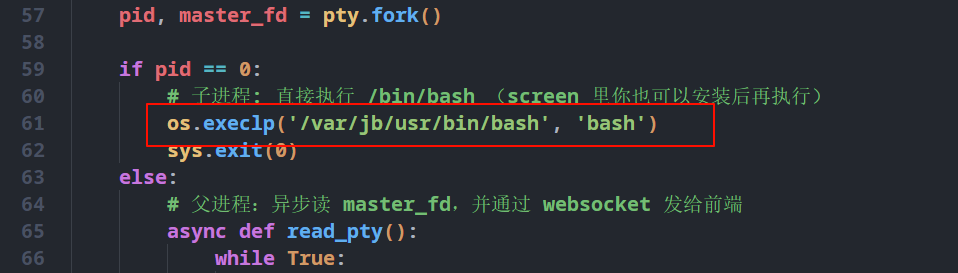 57 pid, master_fd = pty.fork()
58
59 if pid == 0:
60 # 子进程: 直接执行 /bin/bash （screen 里你也可以安装后再执行）
61 os.execlp('/var/jb/usr/bin/bash', 'bash')
62 sys.exit(0)
63 else:
64 # 父进程：异步读 master_fd，并通过 websocket 发给前端
65 async def read_pty():
66 while True: